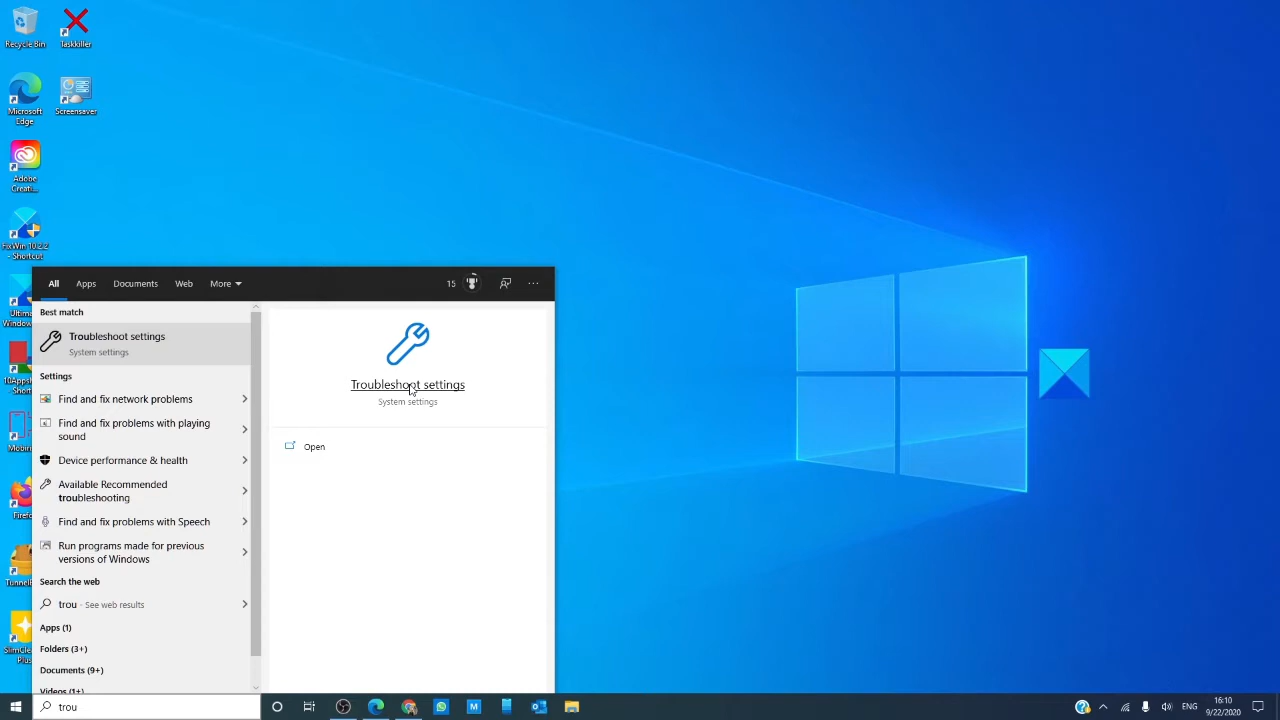 Recycle Bin
Taskkiller
Microsoft
Edge
Screensaver
Adobe
Creati...
FixWin 10.2.2
- Shortcut
All
Apps
Documents
Web
More
15
...
Best match
Troubleshoot settings
System settings
Settings
Find and fix network problems
Find and fix problems with playing
sound
Device performance & health
Available Recommended
troubleshooting
Find and fix problems with Speech
Run programs made for previous
versions of Windows
Search the web
trou - See web results
Apps (1)
Folders (3+)
Documents (9+)
Videos (1+)
Troubleshoot settings
System settings
Open
trou
ENG
16:10
9/22/2020